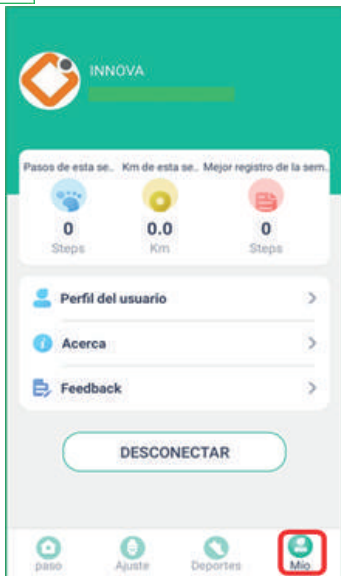 INNOVA
Pasos de esta se.. Km de esta se.. Mejor registro de la sem..
0 0.0 0
Steps Km Steps
Perfil del usuario
Acerca
Feedback
DESCONECTAR
paso Ajuste Deportes Mío